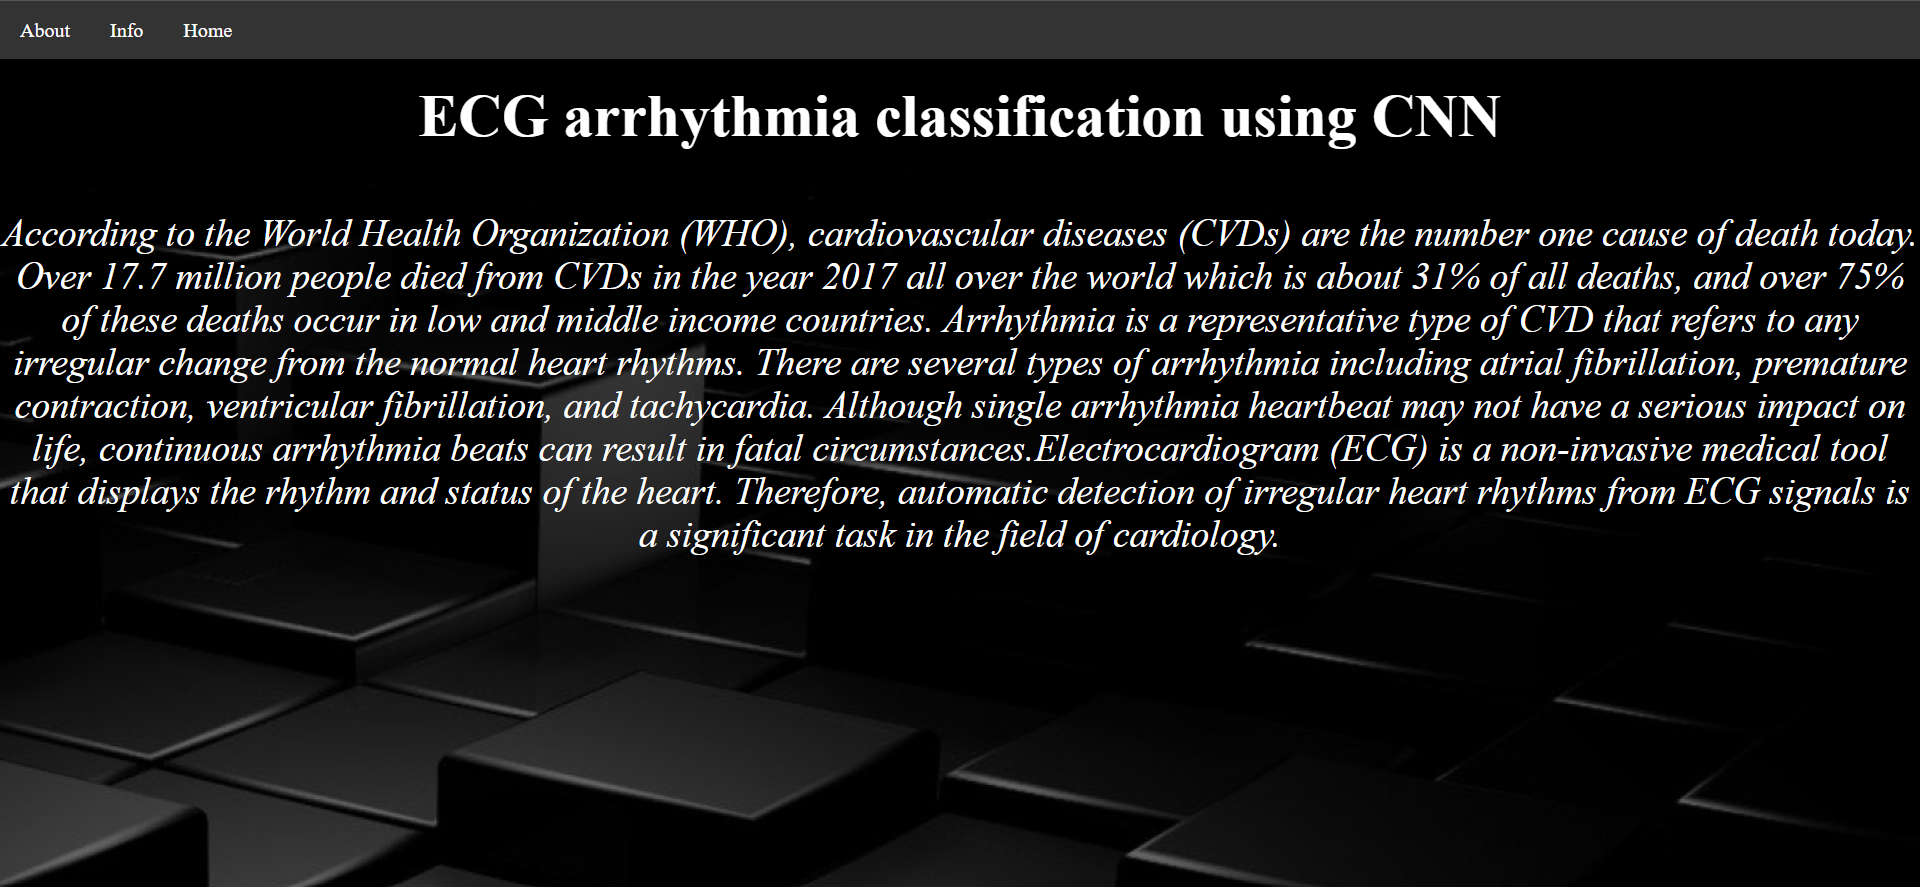 About Info Home
ECG arrhythmia classification using CNN
According to the World Health Organization (WHO), cardiovascular diseases (CVDs) are the number one cause of death today.
Over 17.7 million people died from CVDs in the year 2017 all over the world which is about 31% of all deaths, and over 75%
of these deaths occur in low and middle income countries. Arrhythmia is a representative type of CVD that refers to any
irregular change from the normal heart rhythms. There are several types of arrhythmia including atrial fibrillation, premature
contraction, ventricular fibrillation, and tachycardia. Although single arrhythmia heartbeat may not have a serious impact on
life, continuous arrhythmia beats can result in fatal circumstances.Electrocardiogram (ECG) is a non-invasive medical tool
that displays the rhythm and status of the heart. Therefore, automatic detection of irregular heart rhythms from ECG signals is
a significant task in the field of cardiology.